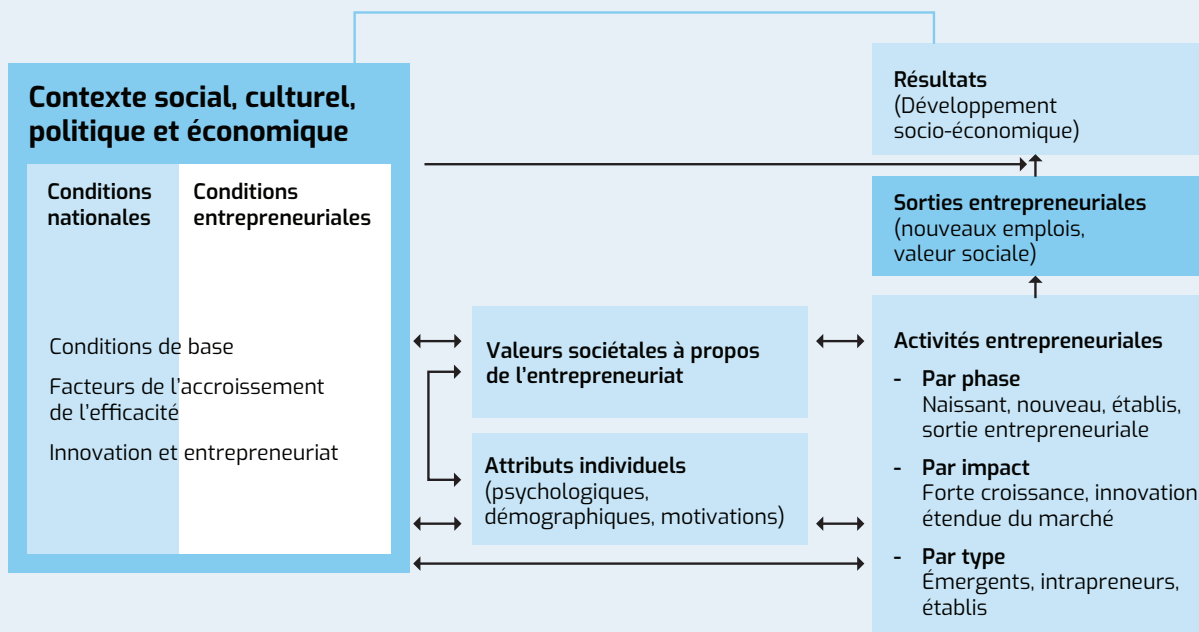 Contexte social, culturel,
politique et économique
Conditions
nationales
Conditions
entrepreneuriales
Conditions de base
Facteurs de l’accroissement
de l’efficacité
Innovation et entrepreneuriat
Valeurs sociétales à propos
de l’entrepreneuriat
Attributs individuels
(psychologiques,
démographiques, motivations)
Résultats
(Développement
socio-économique)
Sorties entrepreneuriales
(nouveaux emplois,
valeur sociale)
Activités entrepreneuriales
- Par phase
Naissant, nouveau, établis,
sortie entrepreneuriale
- Par impact
Forte croissance, innovation
étendue du marché
- Par type
Émergents, intrapreneurs,
établis